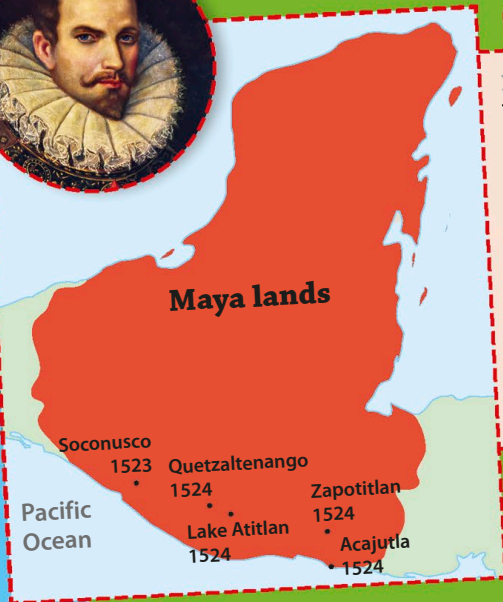 Maya lands
Soconusco
1523
Quetzaltenango
1524
Zapotitlan
1524
Lake Atitlan
1524
Acajutla
1524
Pacific
Ocean